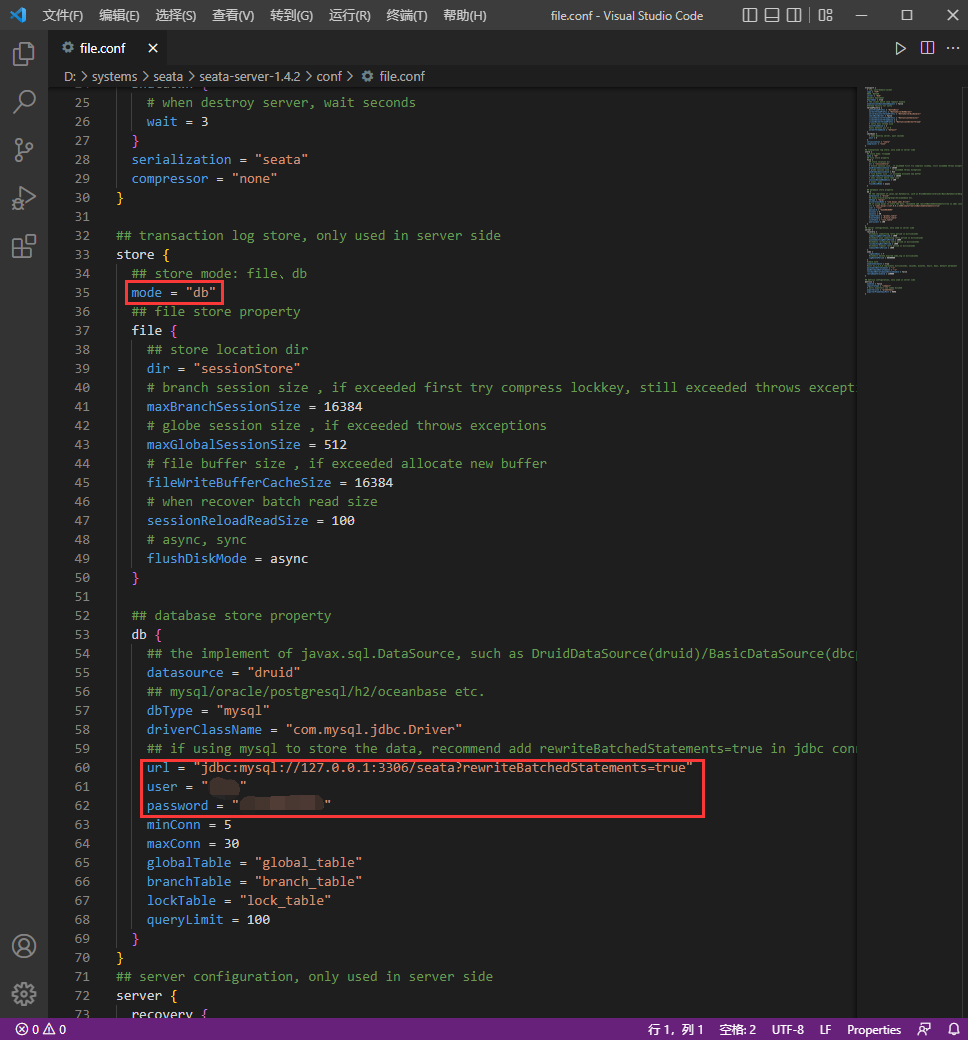 文件(F) 编辑(E) 选择(S) 查看(V) 转到(G) 运行(R) 终端(T) 帮助(H) file.conf - Visual Studio Code
file.conf
D: > systems > seata > seata-server-1.4.2 > conf > file.conf
25 # when destroy server, wait seconds
26 wait = 3
27 }
28 serialization = "seata"
29 compressor = "none"
30 }
31
32 ## transaction log store, only used in server side
33 store {
34 ## store mode: file、db
35 mode = "db"
36 ## file store property
37 file {
38 ## store location dir
39 dir = "sessionStore"
40 # branch session size , if exceeded first try compress lockkey, still exceeded throws excepti
41 maxBranchSessionSize = 16384
42 # globe session size , if exceeded throws exceptions
43 maxGlobalSessionSize = 512
44 # file buffer size , if exceeded allocate new buffer
45 fileWriteBufferCacheSize = 16384
46 # when recover batch read size
47 sessionReloadReadSize = 100
48 # async, sync
49 flushDiskMode = async
50 }
51
52 ## database store property
53 db {
54 ## the implement of javax.sql.DataSource, such as DruidDataSource(druid)/BasicDataSource(dbcp
55 datasource = "druid"
56 ## mysql/oracle/postgresql/h2/oceanbase etc.
57 dbType = "mysql"
58 driverClassName = "com.mysql.jdbc.Driver"
59 ## if using mysql to store the data, recommend add rewriteBatchedStatements=true in jdbc conn
60 url = "jdbc:mysql://127.0.0.1:3306/seata?rewriteBatchedStatements=true"
61 user = " "
62 password = " "
63 minConn = 5
64 maxConn = 30
65 globalTable = "global_table"
66 branchTable = "branch_table"
67 lockTable = "lock_table"
68 queryLimit = 100
69 }
70 }
71 ## server configuration, only used in server side
72 server {
73 recovery {
0 0 行 1，列 1 空格: 2 UTF-8 LF Properties